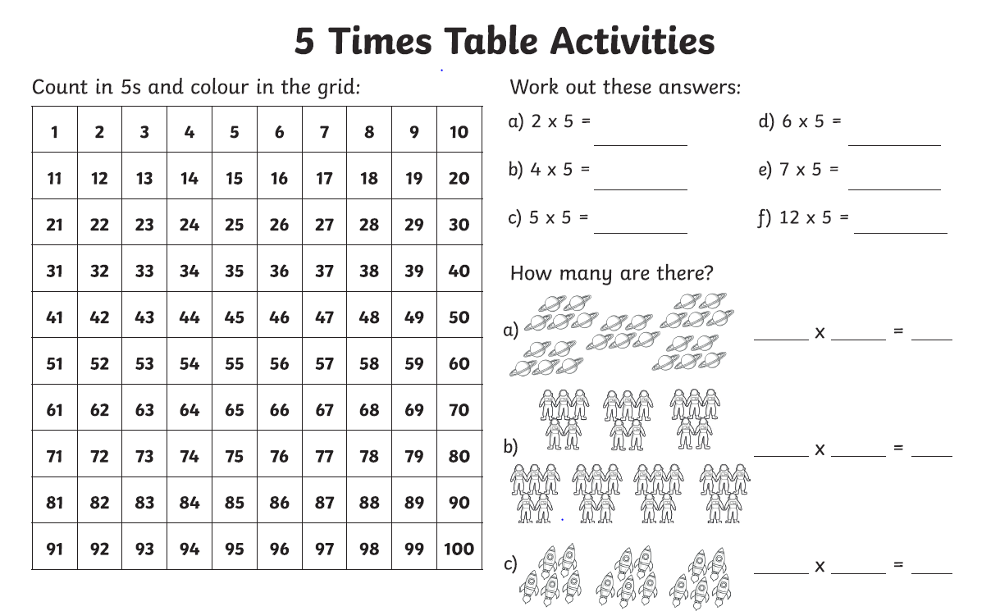 5 Times Table Activities
Count in 5s and colour in the grid:
1 2 3 4 5 6 7 8 9 10
11 12 13 14 15 16 17 18 19 20
21 22 23 24 25 26 27 28 29 30
31 32 33 34 35 36 37 38 39 40
41 42 43 44 45 46 47 48 49 50
51 52 53 54 55 56 57 58 59 60
61 62 63 64 65 66 67 68 69 70
71 72 73 74 75 76 77 78 79 80
81 82 83 84 85 86 87 88 89 90
91 92 93 94 95 96 97 98 99 100
Work out these answers:
a) 2 x 5 = ______
b) 4 x 5 = ______
c) 5 x 5 = ______
d) 6 x 5 = ______
e) 7 x 5 = ______
f) 12 x 5 = ______
How many are there?
a) ______ x ______ = ______
b) ______ x ______ = ______
c) ______ x ______ = ______